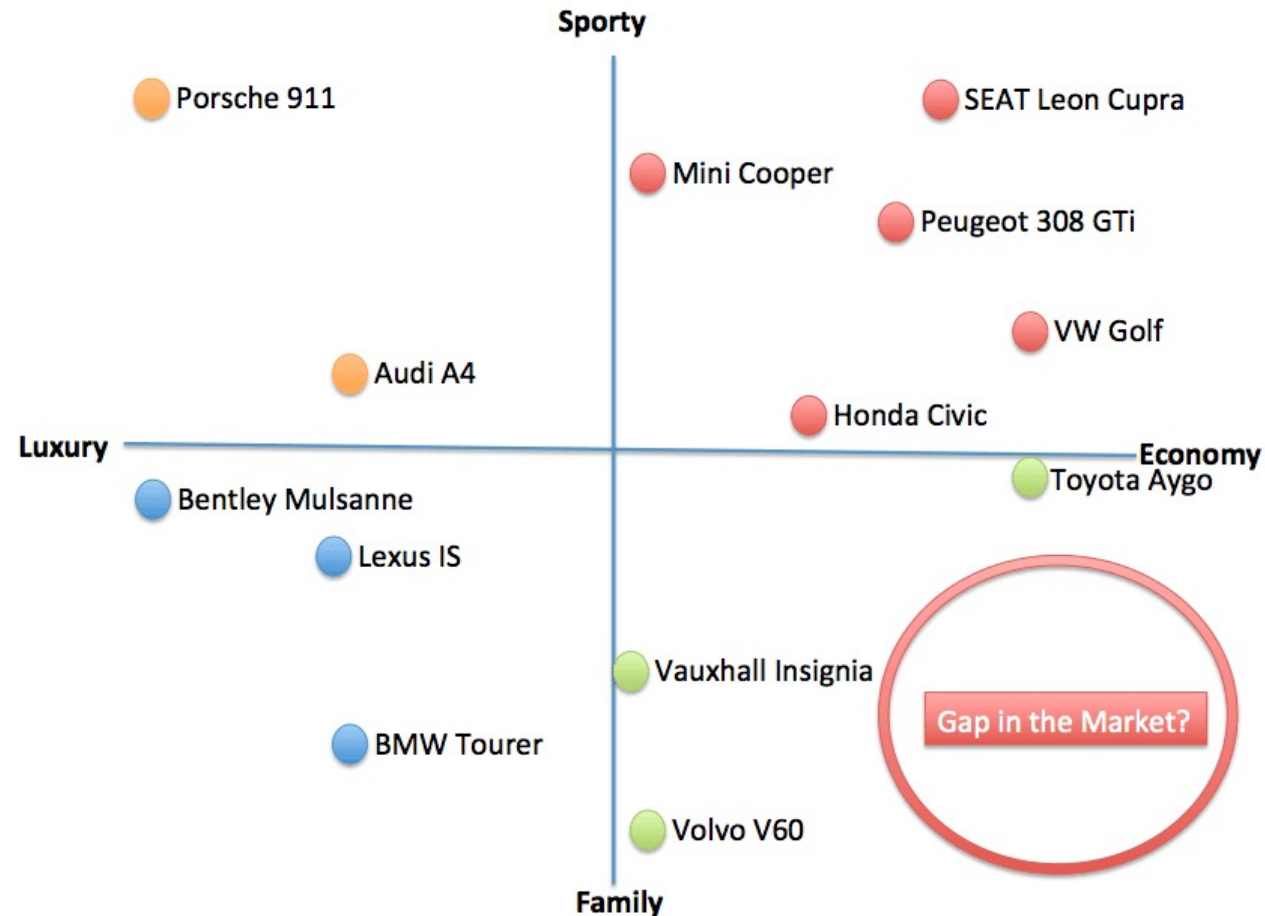 Sporty
Porsche 911
SEAT Leon Cupra
Mini Cooper
Peugeot 308 GTi
VW Golf
Audi A4
Honda Civic
Luxury
Economy
Toyota Aygo
Bentley Mulsanne
Lexus IS
Vauxhall Insignia
Gap in the Market?
BMW Tourer
Volvo V60
Family